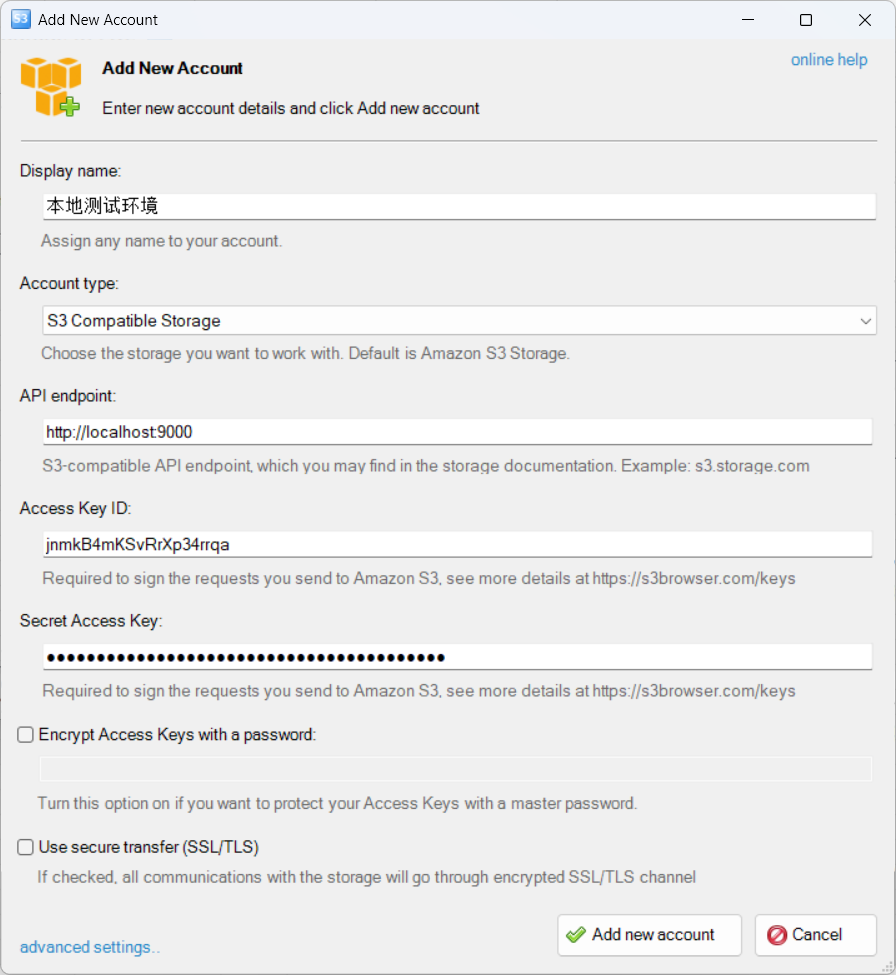 S3 Add New Account
Add New Account
online help
Enter new account details and click Add new account
Display name:
本地测试环境
Assign any name to your account.
Account type:
S3 Compatible Storage
Choose the storage you want to work with. Default is Amazon S3 Storage.
API endpoint:
http://localhost:9000
S3-compatible API endpoint, which you may find in the storage documentation. Example: s3.storage.com
Access Key ID:
jnmkB4mKSvRrXp34rrqa
Required to sign the requests you send to Amazon S3, see more details at https://s3browser.com/keys
Secret Access Key:
●●●●●●●●●●●●●●●●●●●●●●●●●●●●●●●●●●●●●●●●
Required to sign the requests you send to Amazon S3, see more details at https://s3browser.com/keys
Encrypt Access Keys with a password:
Turn this option on if you want to protect your Access Keys with a master password.
Use secure transfer (SSL/TLS)
If checked, all communications with the storage will go through encrypted SSL/TLS channel
advanced settings..
Add new account
Cancel